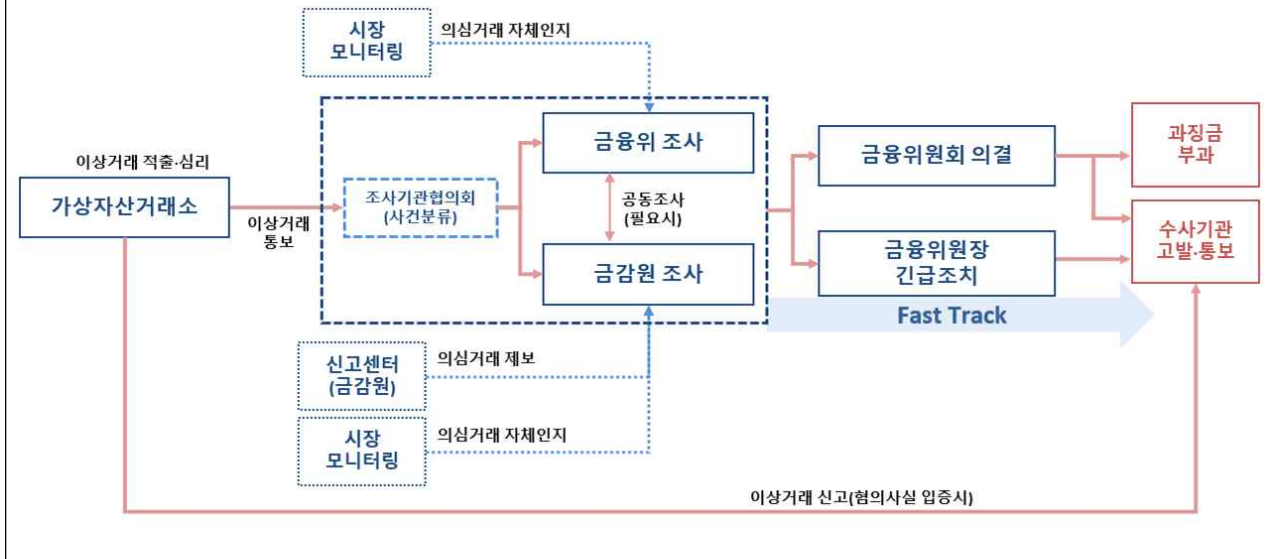 시장
모니터링
의심거래 자체인지
이상거래 적출·심리
가상자산거래소
이상거래
통보
조사기관협의회
(사건분류)
금융위 조사
공동조사
(필요시)
금감원 조사
금융위원회 의결
금융위원장
긴급조치
과징금
부과
수사기관
고발·통보
Fast Track
신고센터
(금감원)
의심거래 제보
시장
모니터링
의심거래 자체인지
이상거래 신고(혐의사실 입증시)